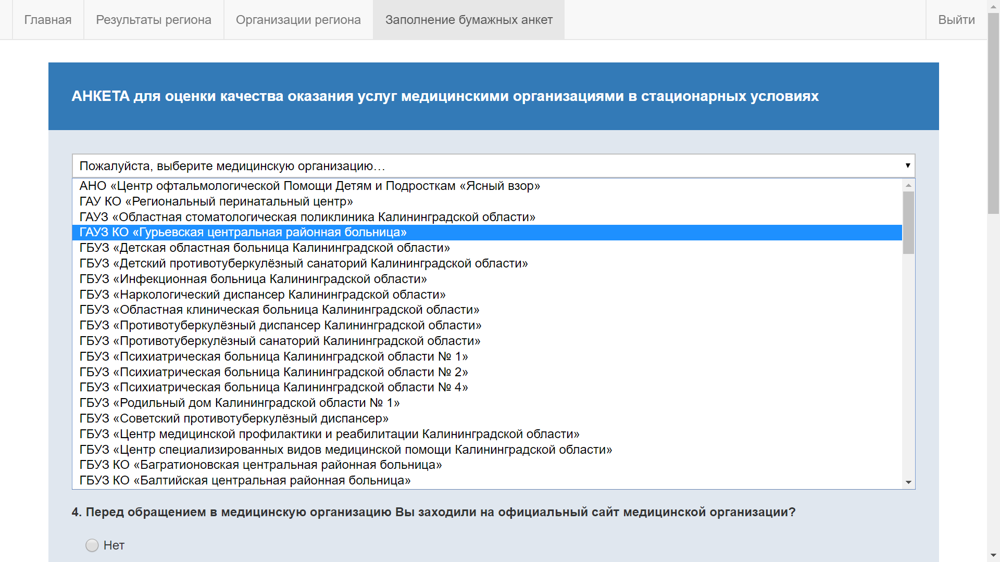 Главная
Результаты региона
Организации региона
Заполнение бумажных анкет
Выйти
АНКЕТА для оценки качества оказания услуг медицинскими организациями в стационарных условиях
Пожалуйста, выберите медицинскую организацию…
АНО «Центр офтальмологической Помощи Детям и Подросткам «Ясный взор»
ГАУ КО «Региональный перинатальный центр»
ГАУЗ «Областная стоматологическая поликлиника Калининградской области»
ГАУЗ КО «Гурьевская центральная районная больница»
ГБУЗ «Детская областная больница Калининградской области»
ГБУЗ «Детский противотуберкулёзный санаторий Калининградской области»
ГБУЗ «Инфекционная больница Калининградской области»
ГБУЗ «Наркологический диспансер Калининградской области»
ГБУЗ «Областная клиническая больница Калининградской области»
ГБУЗ «Противотуберкулёзный диспансер Калининградской области»
ГБУЗ «Противотуберкулёзный санаторий Калининградской области»
ГБУЗ «Психиатрическая больница Калининградской области № 1»
ГБУЗ «Психиатрическая больница Калининградской области № 2»
ГБУЗ «Психиатрическая больница Калининградской области № 4»
ГБУЗ «Родильный дом Калининградской области № 1»
ГБУЗ «Советский противотуберкулёзный диспансер»
ГБУЗ «Центр медицинской профилактики и реабилитации Калининградской области»
ГБУЗ «Центр специализированных видов медицинской помощи Калининградской области»
ГБУЗ КО «Багратионовская центральная районная больница»
ГБУЗ КО «Балтийская центральная районная больница»
4. Перед обращением в медицинскую организацию Вы заходили на официальный сайт медицинской организации?
Нет